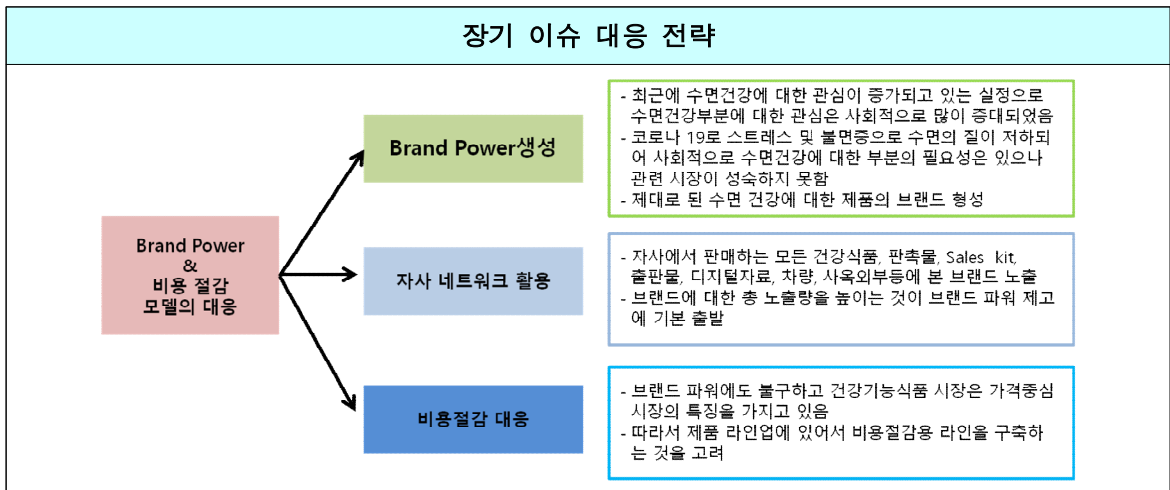 장기 이슈 대응 전략
Brand Power
&
비용 절감
모델의 대응
Brand Power생성
- 최근에 수면건강에 대한 관심이 증가되고 있는 실정으로
수면건강부분에 대한 관심은 사회적으로 많이 증대되었음
- 코로나 19로 스트레스 및 불면증으로 수면의 질이 저하되
어 사회적으로 수면건강에 대한 부분의 필요성은 있으나
관련 시장이 성숙하지 못함
- 제대로 된 수면 건강에 대한 제품의 브랜드 형성
자사 네트워크 활용
- 자사에서 판매하는 모든 건강식품, 판촉물, Sales kit,
출판물, 디지털자료, 차량, 사옥외부등에 본 브랜드 노출
- 브랜드에 대한 총 노출량을 높이는 것이 브랜드 파워 제고
에 기본 출발
비용절감 대응
- 브랜드 파워에도 불구하고 건강기능식품 시장은 가격중심
시장의 특징을 가지고 있음
- 따라서 제품 라인업에 있어서 비용절감용 라인을 구축하
는 것을 고려